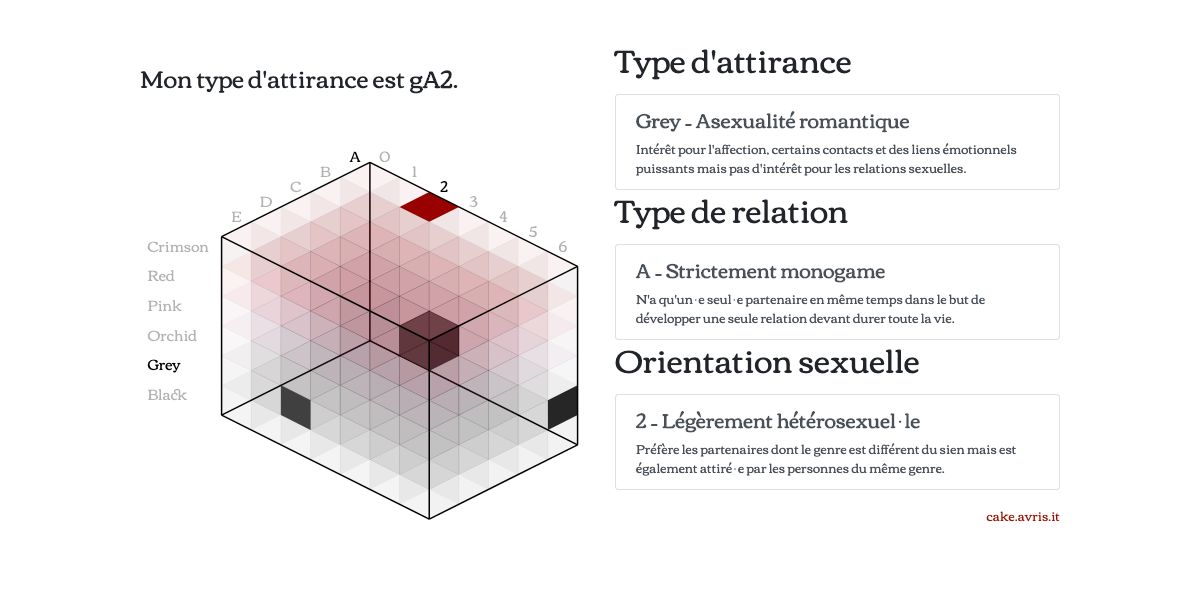 Mon type d'attirance est gA2.
A
O
B
1
C
2
D
3
E
4
5
6
Crimson
Red
Pink
Orchid
Grey
Black
Type d'attirance
Grey - Asexualité romantique
Intérêt pour l'affection, certains contacts et des liens émotionnels
puissants mais pas d'intérêt pour les relations sexuelles.
Type de relation
A - Strictement monogame
N'a qu'un·e seul·e partenaire en même temps dans le but de
développer une seule relation devant durer toute la vie.
Orientation sexuelle
2 - Légèrement hétérosexuel·le
Préfère les partenaires dont le genre est différent du sien mais est
également attiré·e par les personnes du même genre.
cake.avris.it